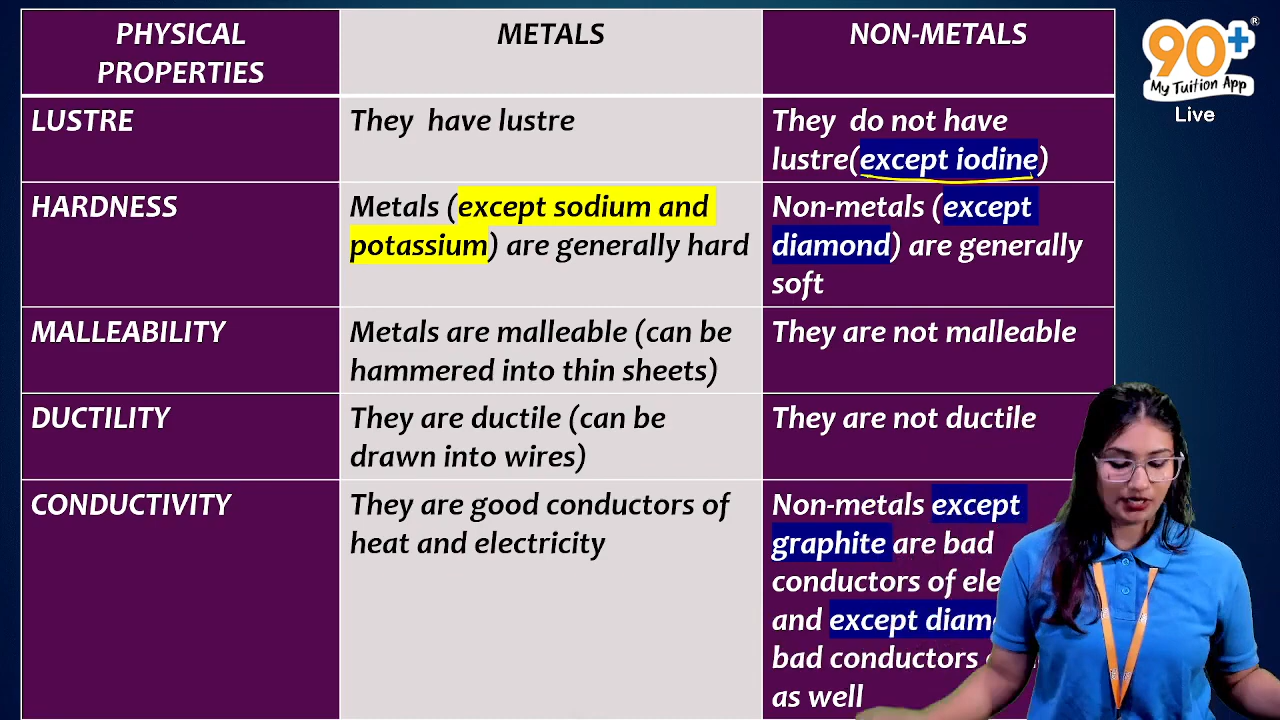 PHYSICAL
PROPERTIES
METALS
NON-METALS
LUSTRE
They have lustre
They do not have
lustre(except iodine)
HARDNESS
Metals (except sodium and
potassium) are generally hard
Non-metals (except
diamond) are generally
soft
MALLEABILITY
Metals are malleable (can be
hammered into thin sheets)
They are not malleable
DUCTILITY
They are ductile (can be
drawn into wires)
They are not ductile
CONDUCTIVITY
They are good conductors of
heat and electricity
Non-metals except
graphite are bad
conductors of
and except
bad conductors
as well
90+
®
My Tuition App
Live